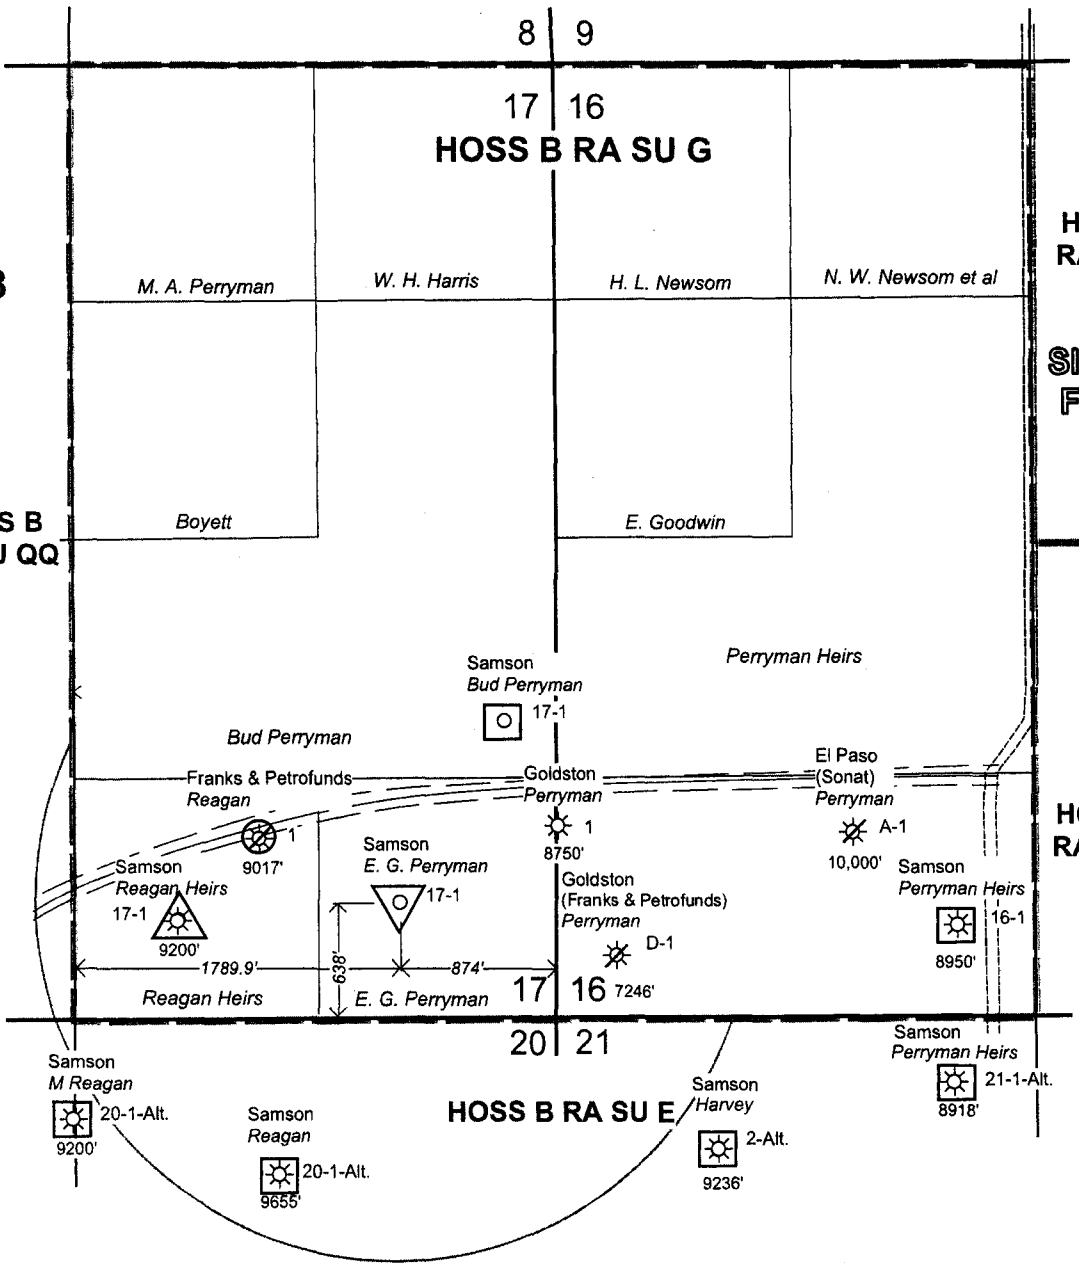 8 9
17 16
HOSS B RA SU G
M. A. Perryman
W. H. Harris
H. L. Newsom
N. W. Newsom et al
Boyett
E. Goodwin
S B
QQ
Perryman Heirs
Samson
Bud Perryman
17-1
Bud Perryman
Franks & Petrofunds
Reagan
1
9017'
Goldston
Perryman
1
8750'
El Paso
(Sonat)
Perryman
A-1
10,000'
Samson
Reagan Heirs
17-1
9200'
Samson
E. G. Perryman
17-1
Goldston
(Franks & Petrofunds)
Perryman
D-1
7246'
Samson
Perryman Heirs
16-1
8950'
1789.9'
638'
874'
Reagan Heirs
E. G. Perryman
17 16
20 21
HOSS B RA SU E
Samson
M Reagan
20-1-Alt.
9200'
Samson
Reagan
20-1-Alt.
9655'
Samson
Harvey
2-Alt.
9236'
Samson
Perryman Heirs
21-1-Alt.
8918'